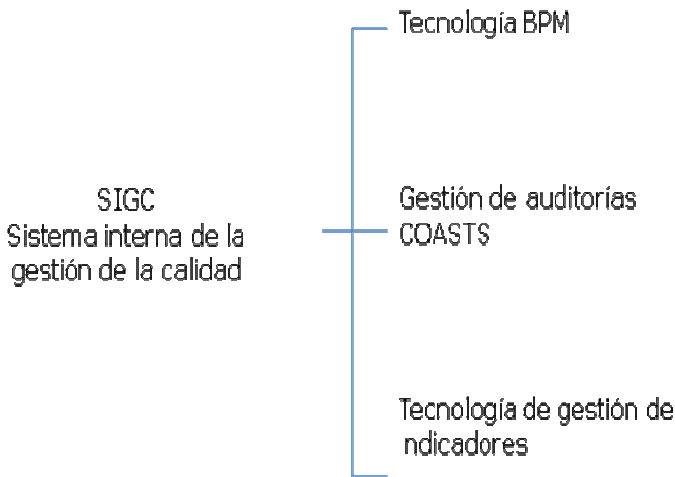 Tecnología BPM
SIGC
Sistema interna de la
gestión de la calidad
Gestión de auditorías
COASTS
Tecnología de gestión de
ndicadores